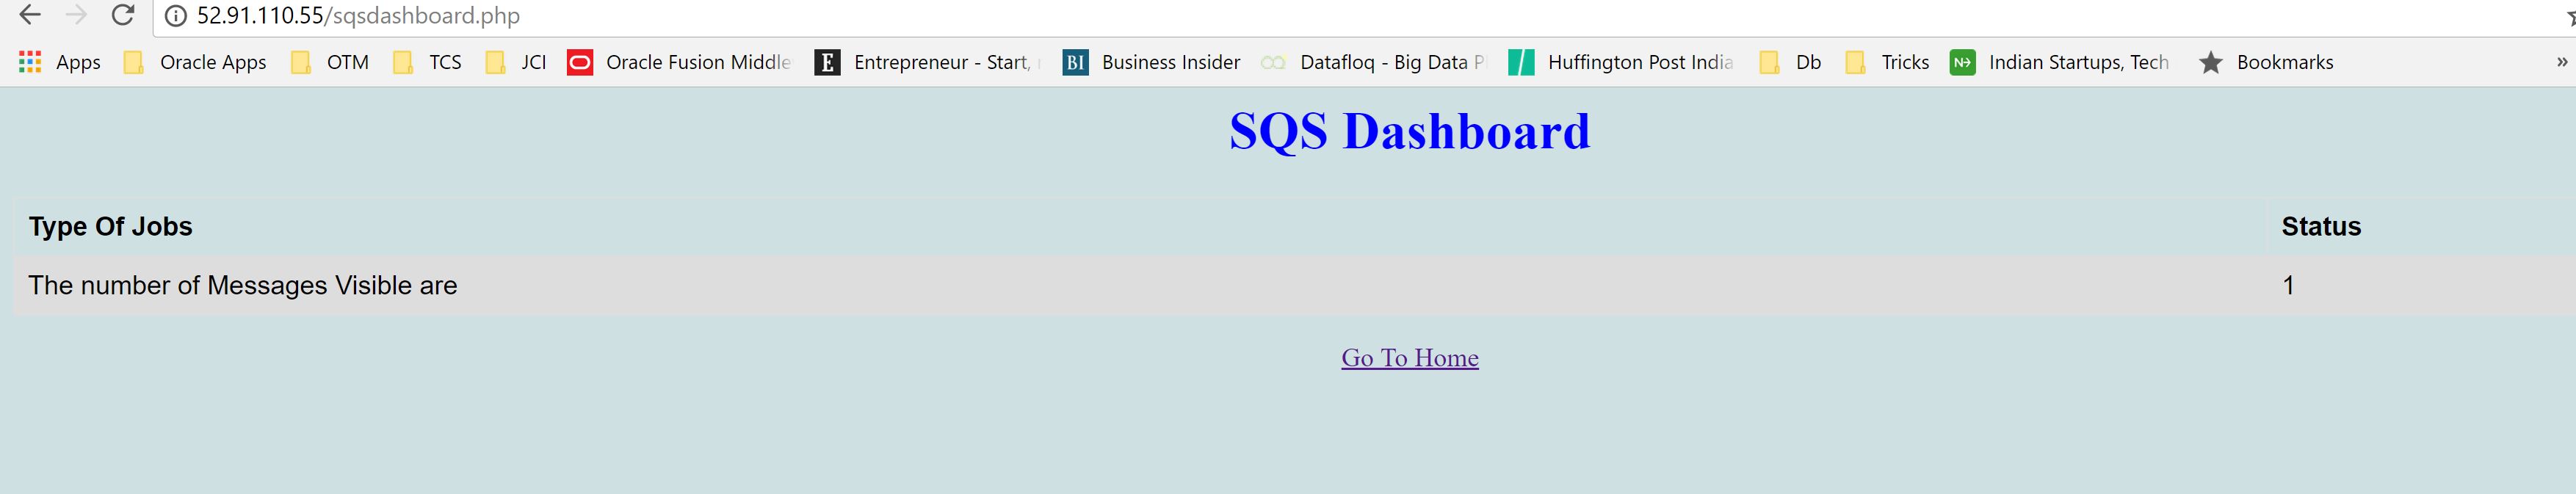 52.91.110.55/sqsdashboard.php
Apps Oracle Apps OTM TCS JCI Oracle Fusion Middle Entrepreneur - Start, BI Business Insider Datafloq - Big Data P Huffington Post India Db Tricks Indian Startups, Tech Bookmarks »
SQS Dashboard
Type Of Jobs Status
The number of Messages Visible are 1
Go To Home